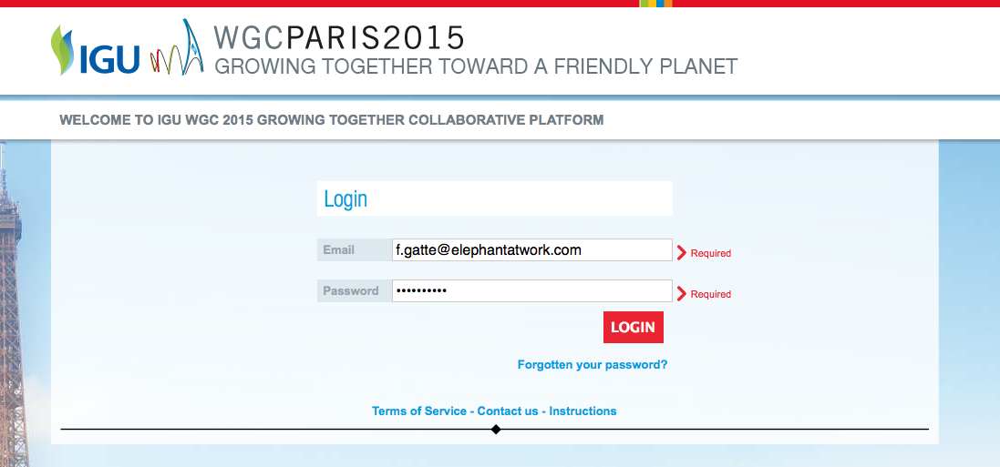 IGU
WGCPARIS2015
GROWING TOGETHER TOWARD A FRIENDLY PLANET
WELCOME TO IGU WGC 2015 GROWING TOGETHER COLLABORATIVE PLATFORM
Login
Email f.gatte@elephantatwork.com Required
Password •••••••••• Required
LOGIN
Forgotten your password?
Terms of Service - Contact us - Instructions